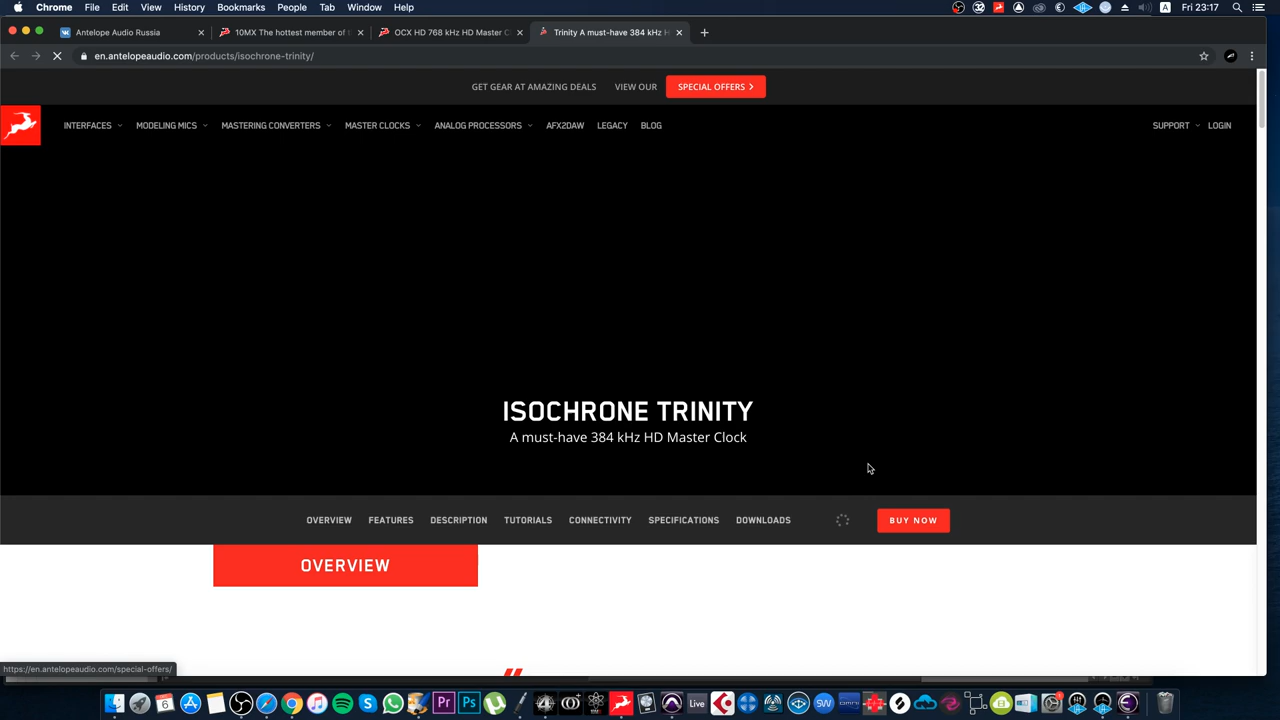 Chrome File Edit View History Bookmarks People Tab Window Help Fri 23:17
Antelope Audio Russia 10MX The hottest member of t OCX HD 768 kHz HD Master C Trinity A must-have 384 kHz H
en.antelopeaudio.com/products/isochrone-trinity/
GET GEAR AT AMAZING DEALS VIEW OUR SPECIAL OFFERS
INTERFACES MODELING MICS MASTERING CONVERTERS MASTER CLOCKS ANALOG PROCESSORS AFX2DAW LEGACY BLOG SUPPORT LOGIN
ISOCHRONE TRINITY
A must-have 384 kHz HD Master Clock
OVERVIEW FEATURES DESCRIPTION TUTORIALS CONNECTIVITY SPECIFICATIONS DOWNLOADS BUY NOW
OVERVIEW
“
https://en.antelopeaudio.com/special-offers/
Pr Ps Live SW